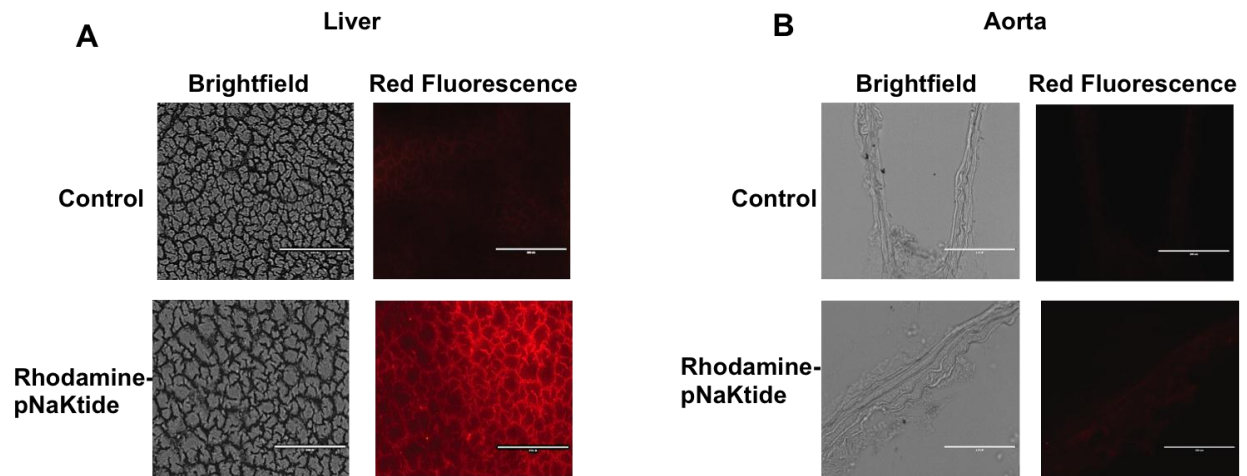 A
Liver
Brightfield
Red Fluorescence
Control
Rhodamine-
pNaKtide
B
Aorta
Brightfield
Red Fluorescence
Control
Rhodamine-
pNaKtide